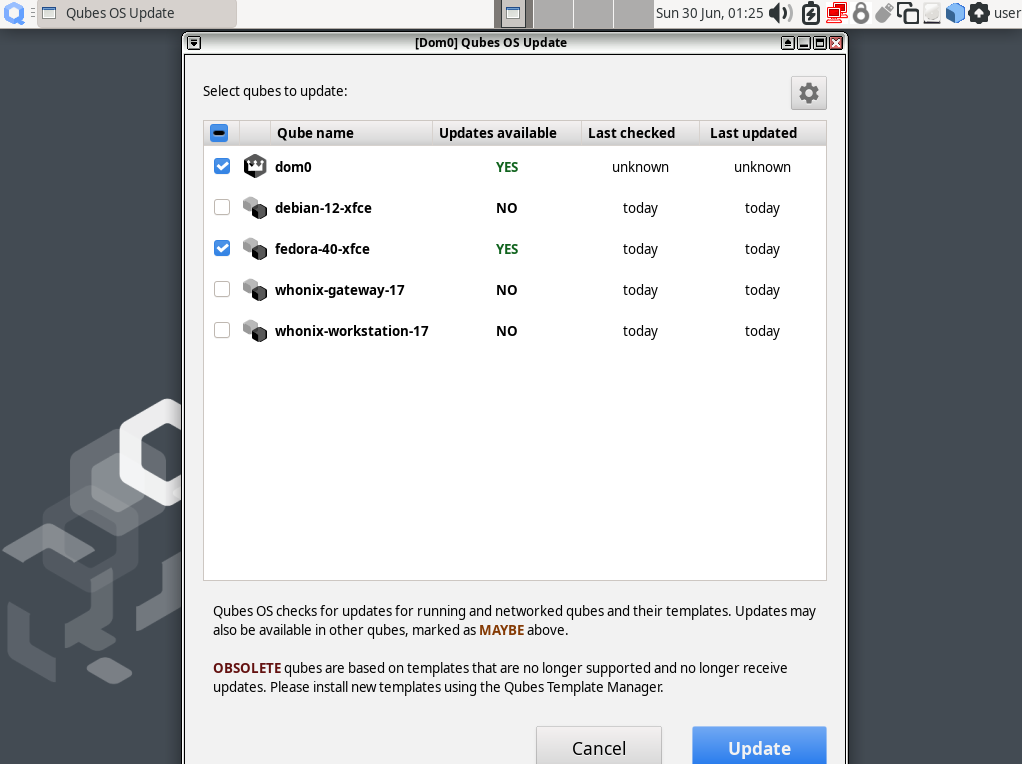 Qubes OS Update
Sun 30 Jun, 01:25
user
[Dom0] Qubes OS Update
Select qubes to update:
Qube name Updates available Last checked Last updated
dom0 YES unknown unknown
debian-12-xfce NO today today
fedora-40-xfce YES today today
whonix-gateway-17 NO today today
whonix-workstation-17 NO today today
Qubes OS checks for updates for running and networked qubes and their templates. Updates may
also be available in other qubes, marked as MAYBE above.
OBSOLETE qubes are based on templates that are no longer supported and no longer receive
updates. Please install new templates using the Qubes Template Manager.
Cancel
Update